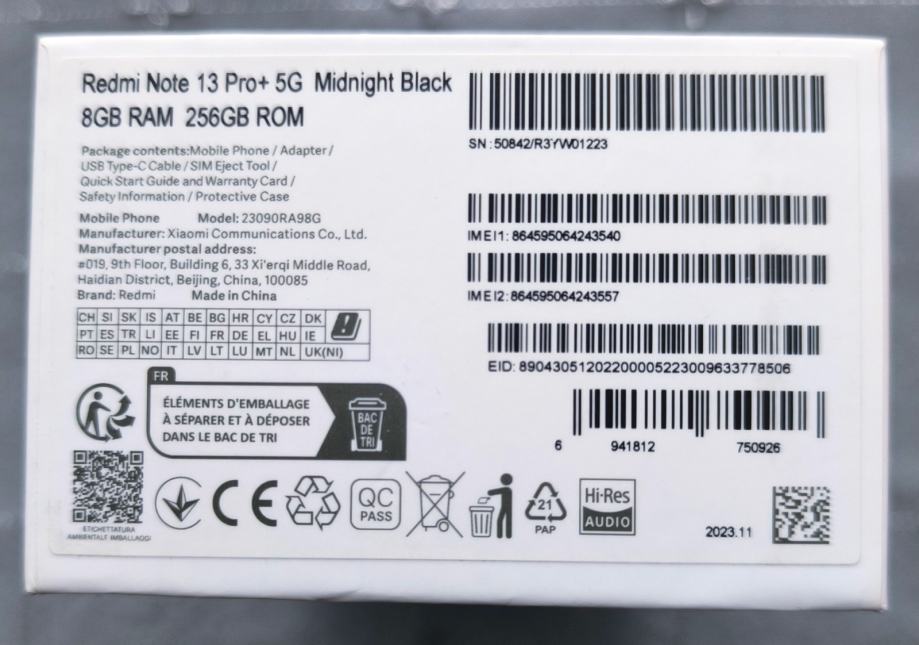 Redmi Note 13 Pro+ 5G Midnight Black
8GB RAM 256GB ROM
Package contents:Mobile Phone / Adapter /
USB Type-C Cable / SIM Eject Tool /
Quick Start Guide and Warranty Card /
Safety Information / Protective Case
Mobile Phone Model: 23090RA98G
Manufacturer: Xiaomi Communications Co., Ltd.
Manufacturer postal address:
#019, 9th Floor, Building 6, 33 Xi'erqi Middle Road,
Haidian District, Beijing, China, 100085
Brand: Redmi Made in China
CH SI SK IS AT BE BG HR CY CZ DK
PT ES TR LI EE FI FR DE EL HU IE
RO SE PL NO IT LV LT LU MT NL UK(NI)
FR
ÉLÉMENTS D'EMBALLAGE
À SÉPARER ET À DÉPOSER
DANS LE BAC DE TRI
BAC
DE
TRI
ETICHETTATURA
AMBIENTALE IMBALLAGGI
CE
QC
PASS
21
PAP
Hi-Res
AUDIO
SN:50842/R3YW01223
IMEI1:864595064243540
IMEI2:864595064243557
EID: 89043051202200005223009633778506
6 941812 750926
2023.11